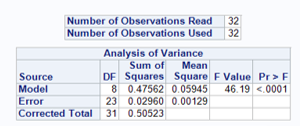 Number of Observations Read 32
Number of Observations Used 32
Analysis of Variance
Sum of Mean
Source DF Squares Square F Value Pr > F
Model 8 0.47562 0.05945 46.19 <.0001
Error 23 0.02960 0.00129
Corrected Total 31 0.50523